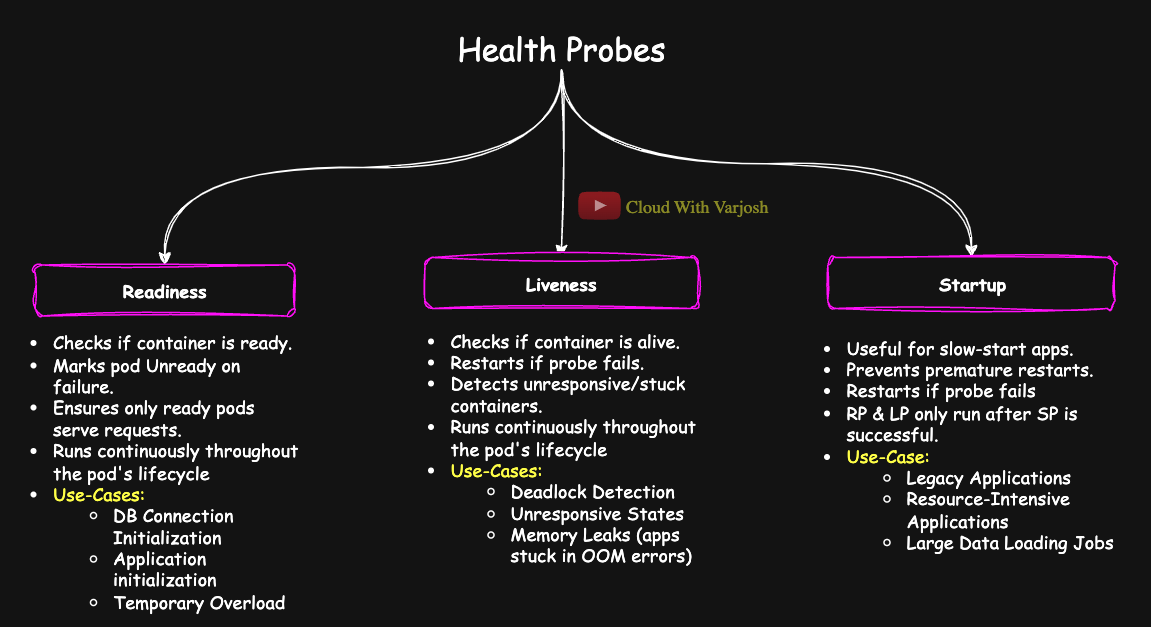 Health Probes
Cloud With Varjosh
Readiness
• Checks if container is ready.
• Marks pod Unready on
failure.
• Ensures only ready pods
serve requests.
• Runs continuously throughout
the pod's lifecycle
• Use-Cases:
○ DB Connection
Initialization
○ Application
initialization
○ Temporary Overload
Liveness
• Checks if container is alive.
• Restarts if probe fails.
• Detects unresponsive/stuck
containers.
• Runs continuously throughout
the pod's lifecycle
• Use-Cases:
○ Deadlock Detection
○ Unresponsive States
○ Memory Leaks (apps
stuck in OOM errors)
Startup
• Useful for slow-start apps.
• Prevents premature restarts.
• Restarts if probe fails
• RP & LP only run after SP is
successful.
• Use-Case:
○ Legacy Applications
○ Resource-Intensive
Applications
○ Large Data Loading Jobs